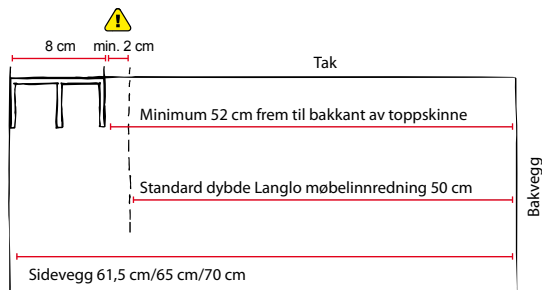 8 cm
min. 2 cm
Tak
Minimum 52 cm frem til bakkant av toppskinne
Standard dybde Langlo møbelinnredning 50 cm
Bakvegg
Sidevegg 61,5 cm/65 cm/70 cm